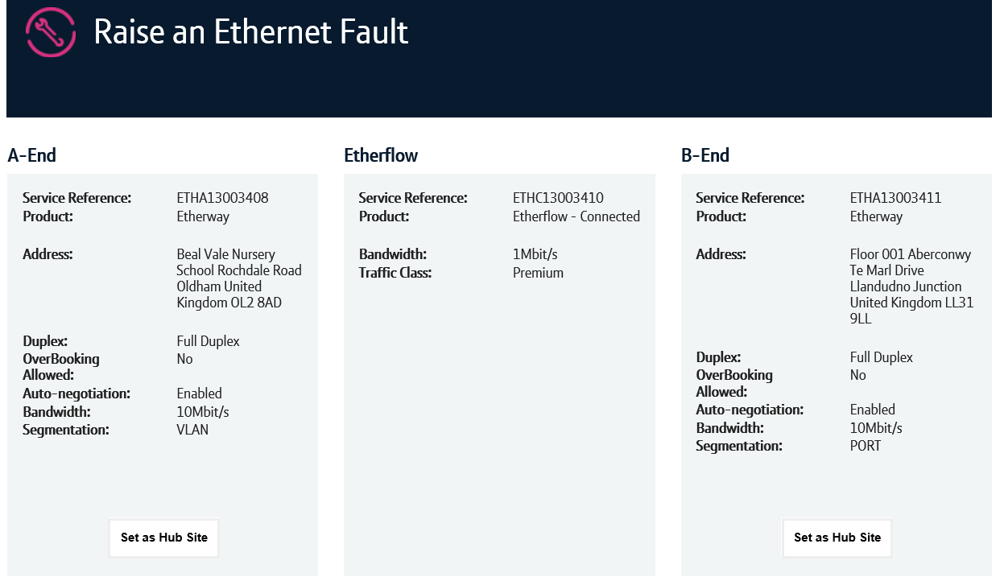 Raise an Ethernet Fault
A-End
Service Reference: ETHA13003408
Product: Etherway
Address: Beal Vale Nursery
School Rochdale Road
Oldham United
Kingdom OL2 8AD
Duplex: Full Duplex
OverBooking No
Allowed:
Auto-negotiation: Enabled
Bandwidth: 10Mbit/s
Segmentation: VLAN
Set as Hub Site
Etherflow
Service Reference: ETHC13003410
Product: Etherflow - Connected
Bandwidth: 1Mbit/s
Traffic Class: Premium
B-End
Service Reference: ETHA13003411
Product: Etherway
Address: Floor 001 Aberconwy
Te Marl Drive
Llandudno Junction
United Kingdom LL31
9LL
Duplex: Full Duplex
OverBooking No
Allowed:
Auto-negotiation: Enabled
Bandwidth: 10Mbit/s
Segmentation: PORT
Set as Hub Site